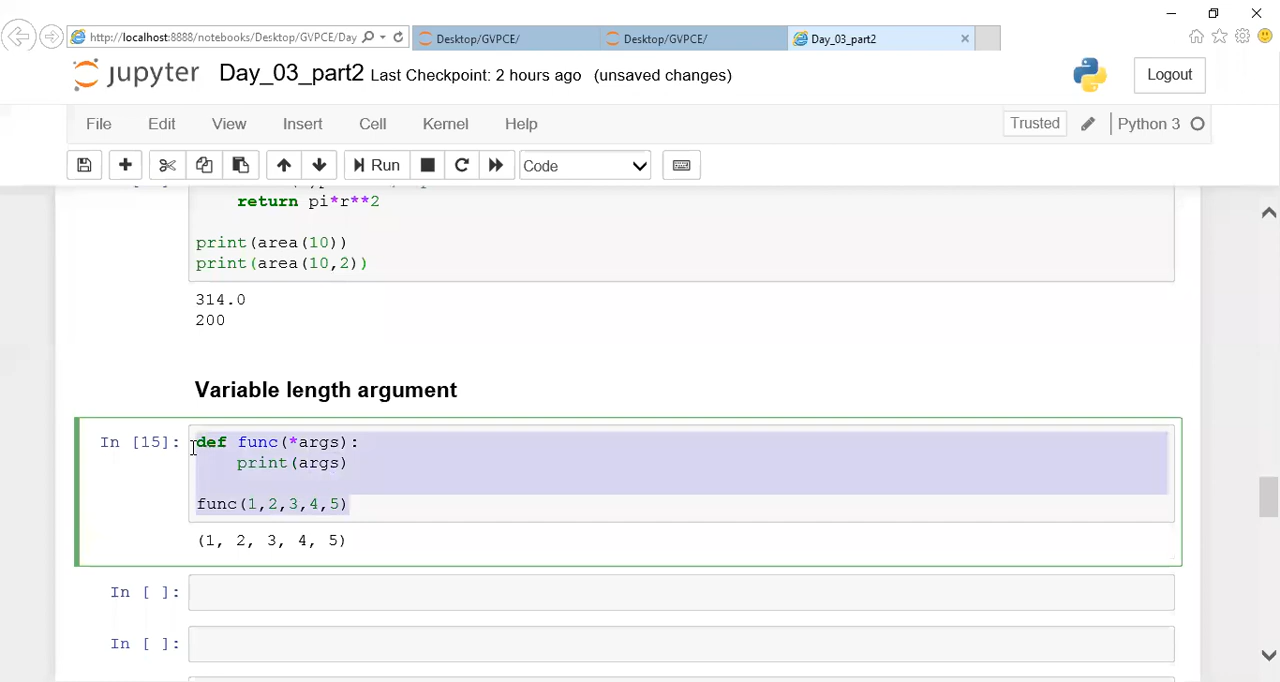 http://localhost:8888/notebooks/Desktop/GVPCE/Day
Desktop/GVPCE/
Desktop/GVPCE/
Day_03_part2
jupyter Day_03_part2 Last Checkpoint: 2 hours ago (unsaved changes)
Logout
File Edit View Insert Cell Kernel Help
Trusted
Python 3
Run
Code
return pi*r**2
print(area(10))
print(area(10,2))
314.0
200
Variable length argument
In [15]: def func(*args):
print(args)
func(1,2,3,4,5)
(1, 2, 3, 4, 5)
In [ ]:
In [ ]: